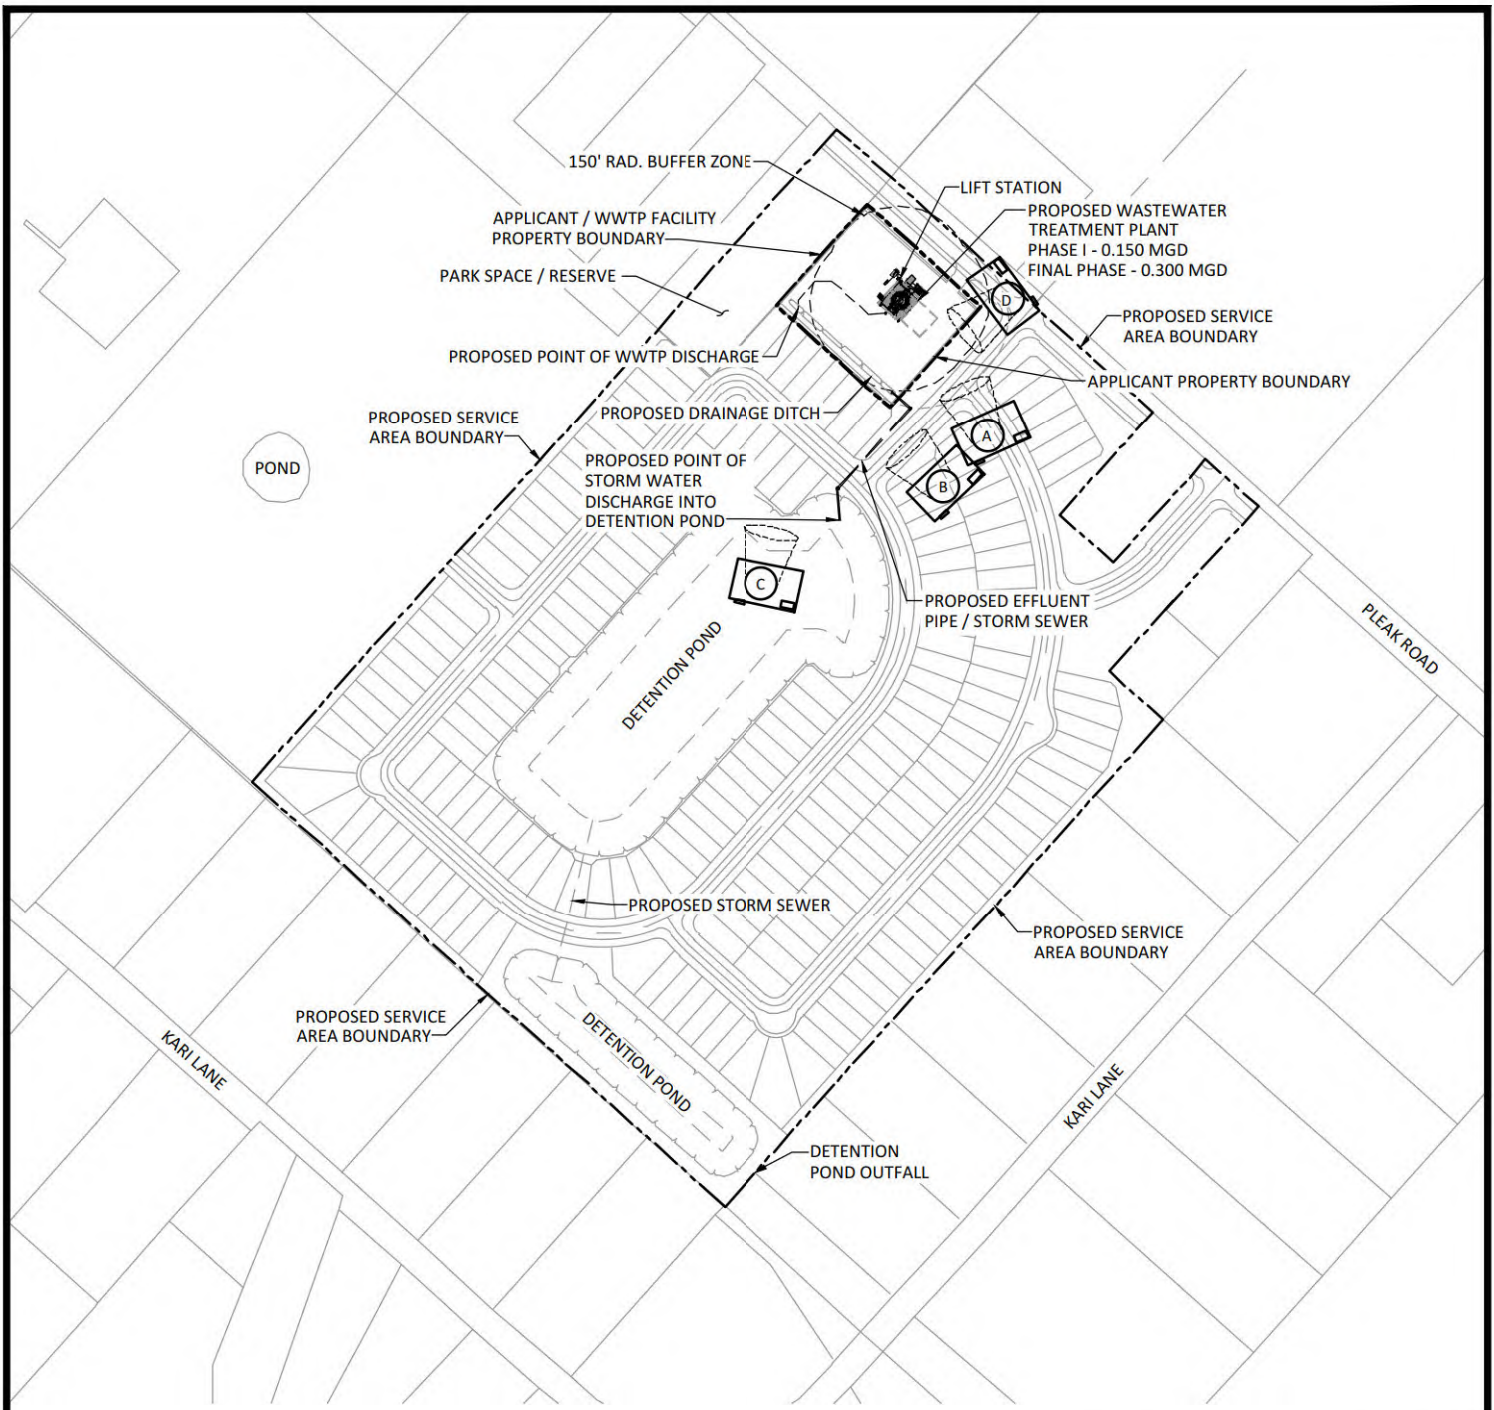 150' RAD. BUFFER ZONE
LIFT STATION
APPLICANT / WWTP FACILITY
PROPERTY BOUNDARY
PROPOSED WASTEWATER
TREATMENT PLANT
PHASE I - 0.150 MGD
FINAL PHASE - 0.300 MGD
PARK SPACE / RESERVE
D
PROPOSED SERVICE
AREA BOUNDARY
PROPOSED POINT OF WWTP DISCHARGE
APPLICANT PROPERTY BOUNDARY
PROPOSED DRAINAGE DITCH
PROPOSED SERVICE
AREA BOUNDARY
A
PROPOSED POINT OF
STORM WATER
DISCHARGE INTO
DETENTION POND
POND
B
C
PROPOSED EFFLUENT
PIPE / STORM SEWER
PLEAK ROAD
DETENTION POND
PROPOSED STORM SEWER
PROPOSED SERVICE
AREA BOUNDARY
PROPOSED SERVICE
AREA BOUNDARY
KARI LANE
DETENTION POND
KARI LANE
DETENTION
POND OUTFALL